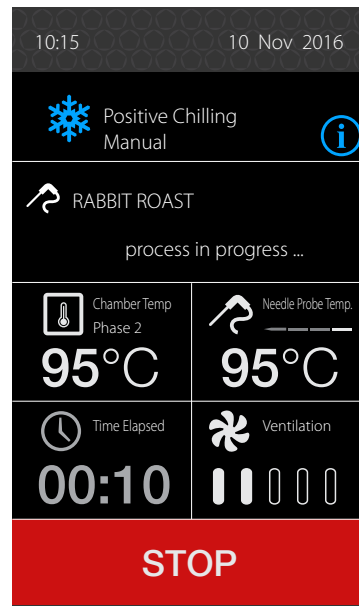 10:15 10 Nov 2016
Positive Chilling
Manual
i
RABBIT ROAST
process in progress ...
Chamber Temp
Phase 2
95°C
Needle Probe Temp.
95°C
Time Elapsed
00:10
Ventilation
STOP